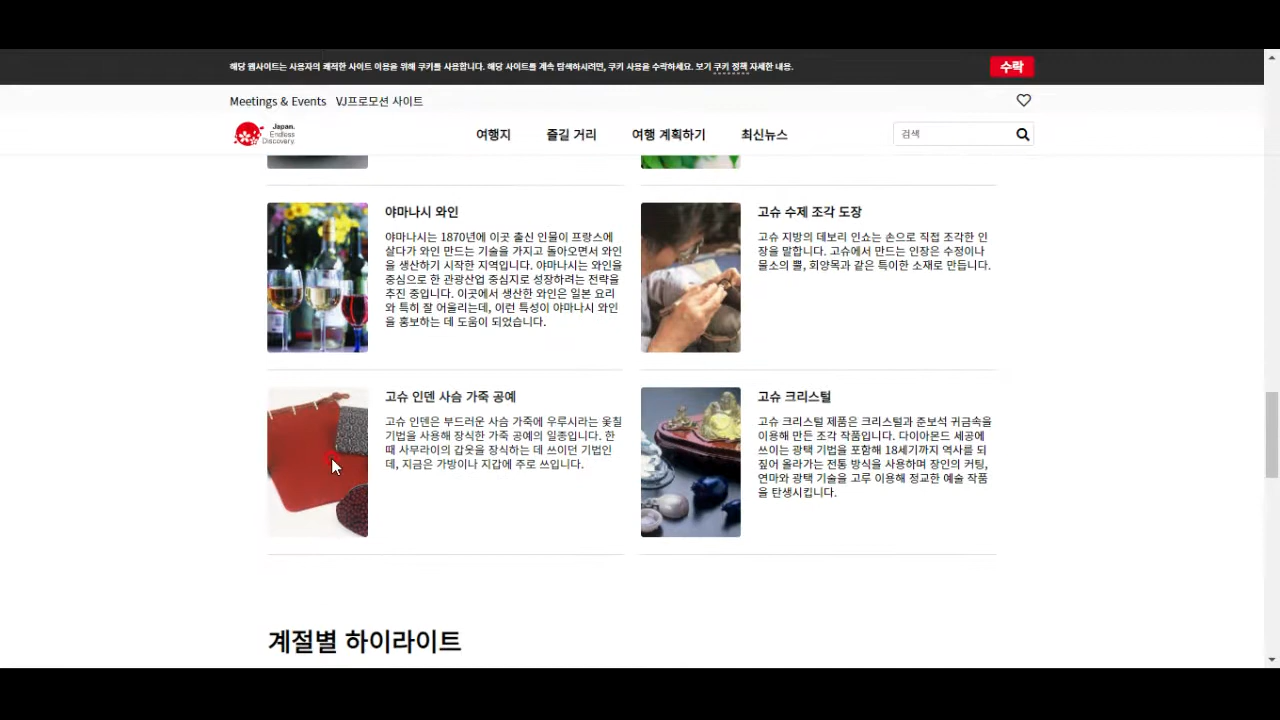 해당 웹사이트는 사용자의 쾌적한 사이트 이용을 위해 쿠키를 사용합니다. 해당 사이트를 계속 탐색하시려면, 쿠키 사용을 수락하세요. 보기 쿠키 정책 자세한 내용.
수락
Meetings & Events VJ프로모션 사이트
Japan.
Endless
Discovery.
여행지 즐길 거리 여행 계획하기 최신뉴스
검색
야마나시 와인
야마나시는 1870년에 이곳 출신 인물이 프랑스에
살다가 와인 만드는 기술을 가지고 돌아오면서 와인
을 생산하기 시작한 지역입니다. 야마나시는 와인을
중심으로 한 관광산업 중심지로 성장하려는 전략을
추진 중입니다. 이곳에서 생산한 와인은 일본 요리
와 특히 잘 어울리는데, 이런 특성이 야마나시 와인
을 홍보하는 데 도움이 되었습니다.
고슈 수제 조각 도장
고슈 지방의 데보리 인쇼는 손으로 직접 조각한 인
장을 말합니다. 고슈에서 만드는 인장은 수정이나
물소의 뿔, 회양목과 같은 특이한 소재로 만듭니다.
고슈 인덴 사슴 가죽 공예
고슈 인덴은 부드러운 사슴 가죽에 우루시라는 옻칠
기법을 사용해 장식한 가죽 공예의 일종입니다. 한
때 사무라이의 갑옷을 장식하는 데 쓰이던 기법인
데, 지금은 가방이나 지갑에 주로 쓰입니다.
고슈 크리스털
고슈 크리스털 제품은 크리스털과 준보석 귀금속을
이용해 만든 조각 작품입니다. 다이아몬드 세공에
쓰이는 광택 기법을 포함해 18세기까지 역사를 되
짚어 올라가는 전통 방식을 사용하며 장인의 커팅,
연마와 광택 기술을 고루 이용해 정교한 예술 작품
을 탄생시킵니다.
계절별 하이라이트